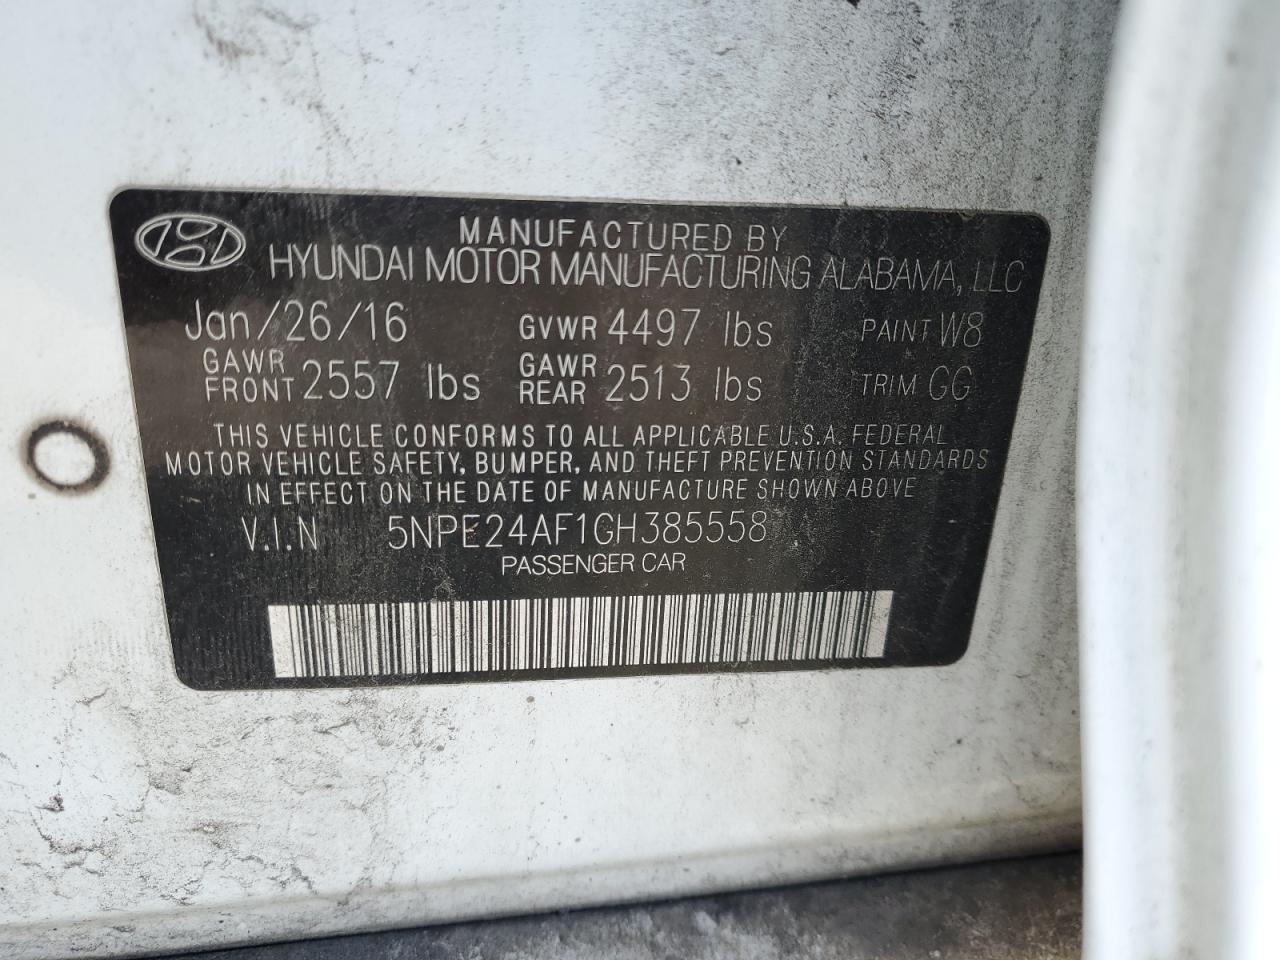 MANUFACTURED BY
HYUNDAI MOTOR MANUFACTURING ALABAMA, LLC
Jan/26/16 GVWR 4497 lbs PAINT W8
GAWR FRONT 2557 lbs GAWR REAR 2513 lbs TRIM GG
THIS VEHICLE CONFORMS TO ALL APPLICABLE U.S.A. FEDERAL
MOTOR VEHICLE SAFETY, BUMPER, AND THEFT PREVENTION STANDARDS
IN EFFECT ON THE DATE OF MANUFACTURE SHOWN ABOVE
V.I.N 5NPE24AF1GH385558
PASSENGER CAR